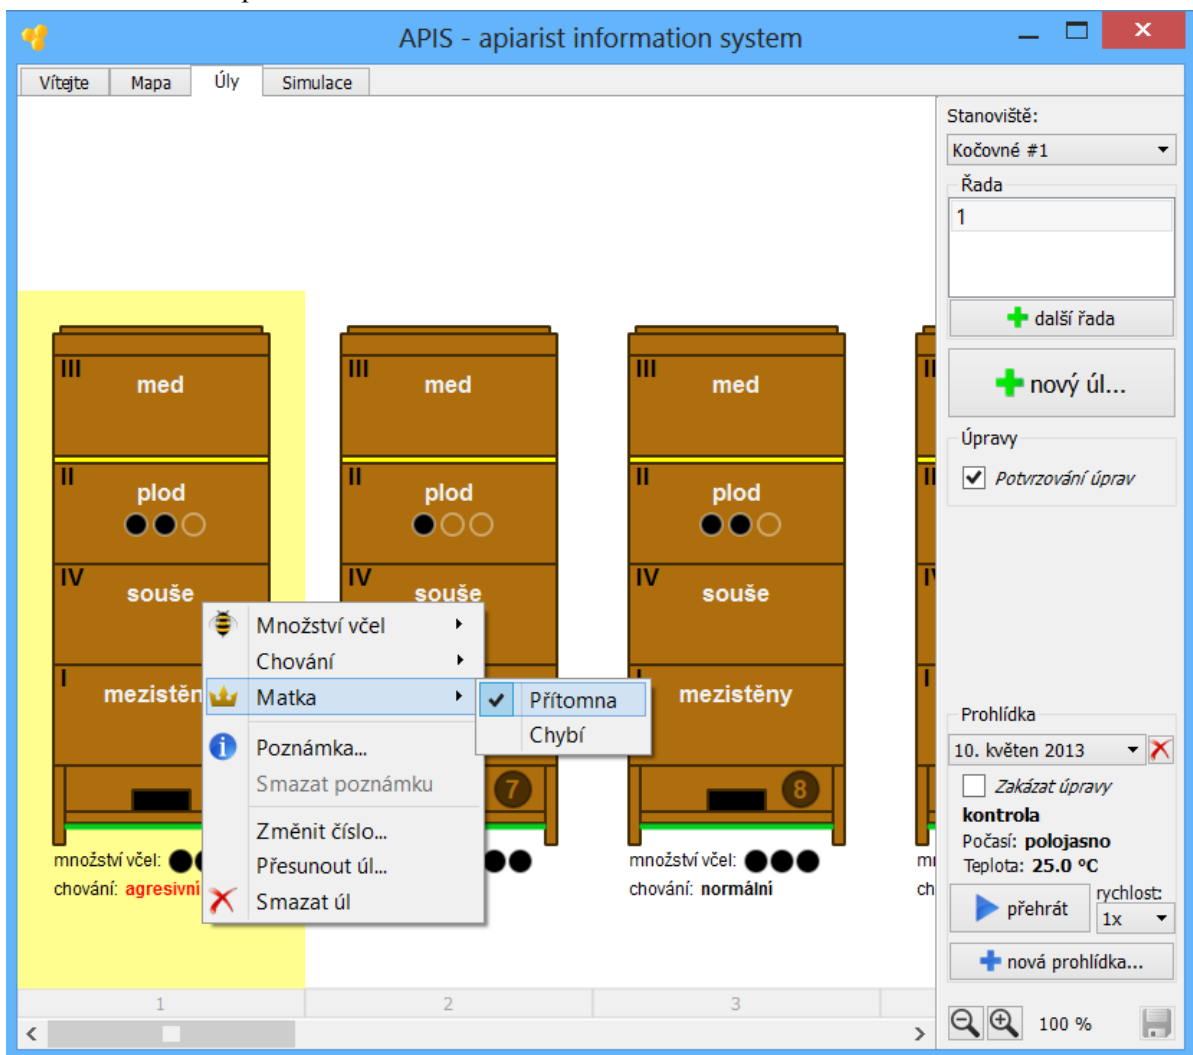 APIS - apiarist information system
Vítejte Mapa Úly Simulace
Stanoviště:
Kočovné #1
Řada
1
další řada
nový úl...
Úpravy
Potvrzování úprav
III med III med III med
II plod II plod II plod
IV souše IV souše IV souše
I mezistěn mezistěny I
7 8
Množství včel
Chování
Matka
Přítomna
Chybí
Poznámka...
Smazat poznámku
Změnit číslo...
Přesunout úl...
Smazat úl
množství včel: množství včel:
chování: agresivní chování: normální ch
Prohlídka
10. květen 2013
Zakázat úpravy
kontrola
Počasí: polojasno
Teplota: 25.0 °C
přehrát
rychlost:
1x
nová prohlídka...
1 2 3
100 %